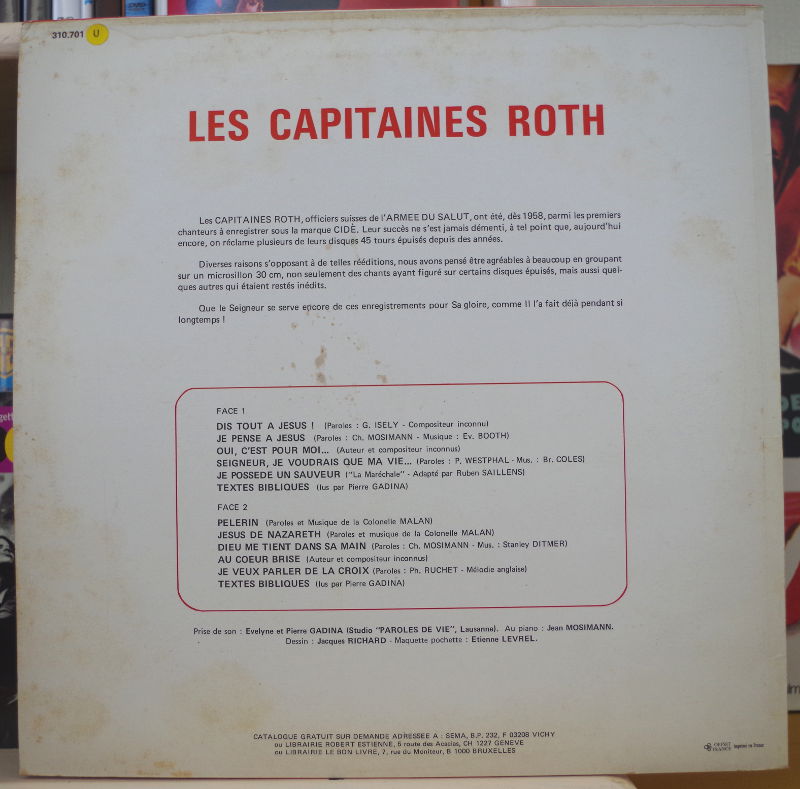 310.701 U
LES CAPITAINES ROTH
Les CAPITAINES ROTH, officiers suisses de l'ARMEE DU SALUT, ont été, dès 1958, parmi les premiers
chanteurs à enregistrer sous la marque CIDÈ. Leur succès ne s'est jamais démenti, à tel point que, aujourd'hui
encore, on réclame plusieurs de leurs disques 45 tours épuisés depuis des années.
Diverses raisons s'opposant à de telles rééditions, nous avons pensé être agréables à beaucoup en groupant
sur un microsillon 30 cm, non seulement des chants ayant figuré sur certains disques épuisés, mais aussi quel-
ques autres qui étaient restés inédits.
Que le Seigneur se serve encore de ces enregistrements pour Sa gloire, comme Il l'a fait déjà pendant si
longtemps !
FACE 1
DIS TOUT A JESUS ! (Paroles : G. ISELY - Compositeur inconnu)
JE PENSE A JESUS (Paroles : Ch. MOSIMANN - Musique : Ev. BOOTH)
OUI, C'EST POUR MOI... (Auteur et compositeur inconnus)
SEIGNEUR, JE VOUDRAIS QUE MA VIE... (Paroles : P. WESTPHAL - Mus. : Br. COLES)
JE POSSEDE UN SAUVEUR ("La Maréchale" - Adapté par Ruben SAILLENS)
TEXTES BIBLIQUES (lus par Pierre GADINA)
FACE 2
PELERIN (Paroles et Musique de la Colonelle MALAN)
JESUS DE NAZARETH (Paroles et musique de la Colonelle MALAN)
DIEU ME TIENT DANS SA MAIN (Paroles : Ch. MOSIMANN - Mus. : Stanley DITMER)
AU COEUR BRISE (Auteur et compositeur inconnus)
JE VEUX PARLER DE LA CROIX (Paroles : Ph. RUCHET - Mélodie anglaise)
TEXTES BIBLIQUES (lus par Pierre GADINA)
Prise de son : Evelyne et Pierre GADINA (Studio "PAROLES DE VIE", Lausanne). Au piano : Jean MOSIMANN.
Dessin : Jacques RICHARD - Maquette pochette : Etienne LEVREL.
CATALOGUE GRATUIT SUR DEMANDE ADRESSEE A : SEMA, B.P. 232, F 03208 VICHY
ou LIBRAIRIE ROBERT ESTIENNE, 5 route des Acacias, CH 1227 GENEVE
ou LIBRAIRIE LE BON LIVRE, 7, rue du Moniteur, B 1000 BRUXELLES
OFFSET FRANCE Imprimé en France